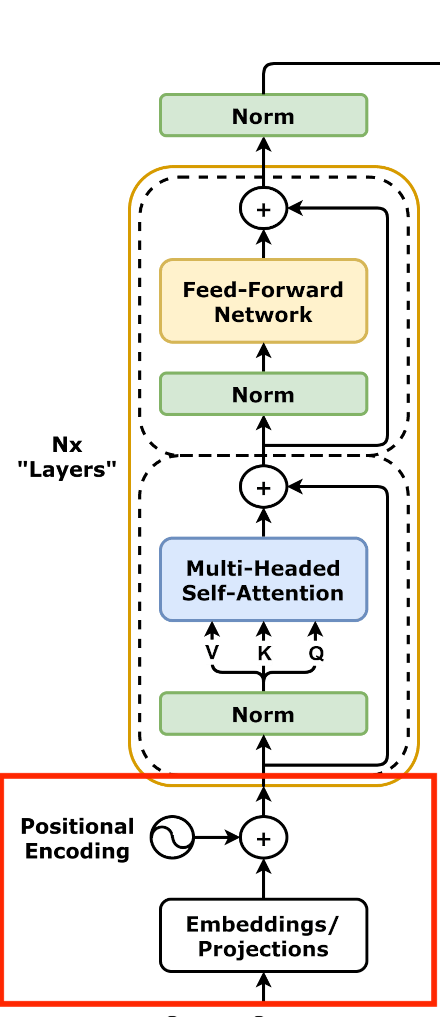 Norm
Feed-Forward
Network
Norm
Nx
"Layers"
Multi-Headed
Self-Attention
V K Q
Norm
Positional
Encoding
Embeddings/
Projections